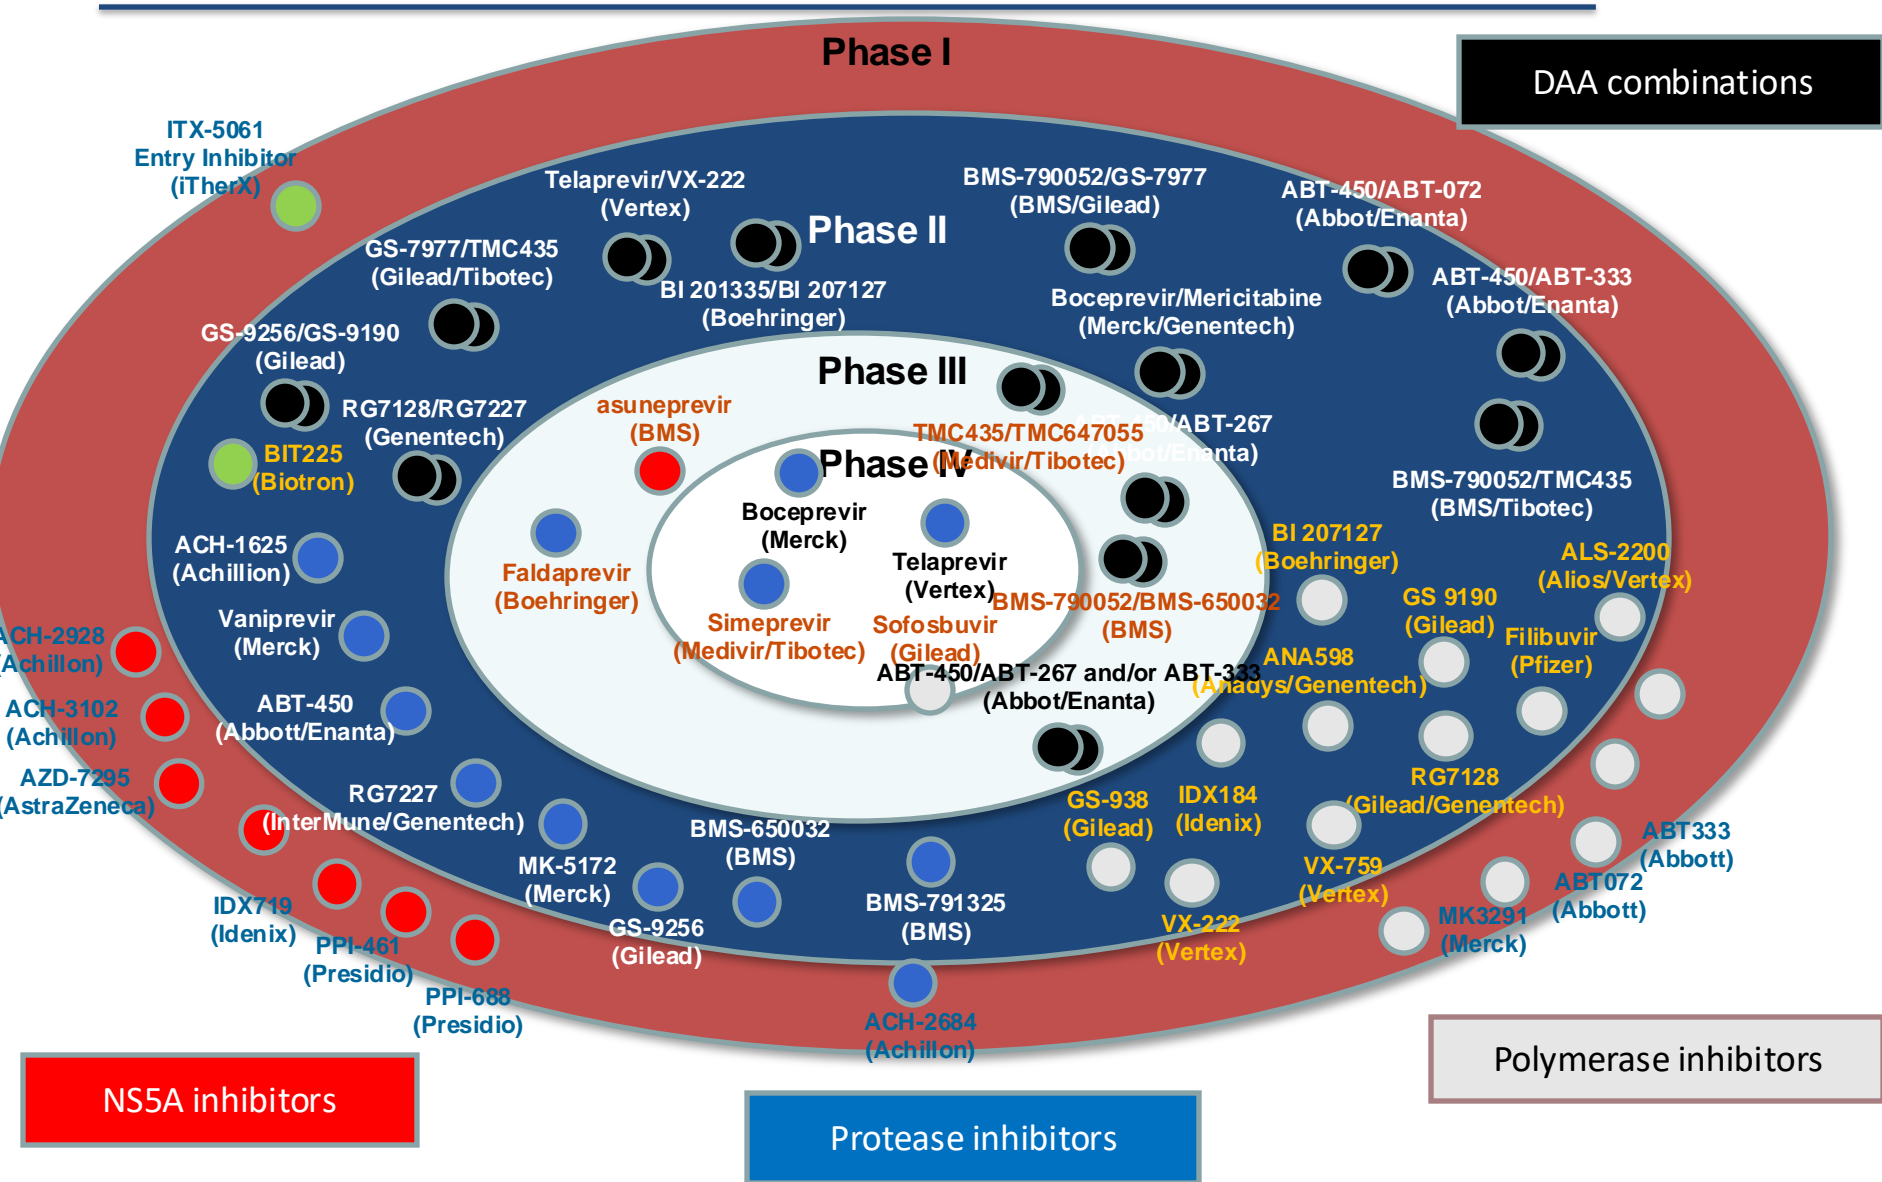 Phase I
DAA combinations
ITX-5061
Entry Inhibitor
(iTherX)
Telaprevir/VX-222
(Vertex)
BMS-790052/GS-7977
(BMS/Gilead)
ABT-450/ABT-072
(Abbot/Enanta)
Phase II
GS-7977/TMC435
(Gilead/Tibotec)
BI 201335/BI 207127
(Boehringer)
Boceprevir/Mericitabine
(Merck/Genentech)
ABT-450/ABT-333
(Abbot/Enanta)
GS-9256/GS-9190
(Gilead)
Phase III
RG7128/RG7227
(Genentech)
asuneprevir
(BMS)
TMC435/TMC647055
(Medivir/Tibotec)
50/ABT-267
bot/Enanta)
BIT225
(Biotron)
Phase IV
BMS-790052/TMC435
(BMS/Tibotec)
Boceprevir
(Merck)
Telaprevir
(Vertex)
BI 207127
(Boehringer)
ALS-2200
(Alios/Vertex)
ACH-1625
(Achillion)
Faldaprevir
(Boehringer)
BMS-790052/BMS-650032
(BMS)
GS 9190
(Gilead)
Vaniprevir
(Merck)
Simeprevir
(Medivir/Tibotec)
Sofosbuvir
(Gilead)
Filibuvir
(Pfizer)
ACH-2928
(Achillon)
ANA598
(Anadys/Genentech)
ABT-450/ABT-267 and/or ABT-333
(Abbot/Enanta)
ACH-3102
(Achillon)
ABT-450
(Abbott/Enanta)
AZD-7295
(AstraZeneca)
RG7128
(Gilead/Genentech)
RG7227
(InterMune/Genentech)
GS-938
(Gilead)
IDX184
(Idenix)
BMS-650032
(BMS)
ABT333
(Abbott)
MK-5172
(Merck)
VX-759
(Vertex)
ABT072
(Abbott)
IDX719
(Idenix)
BMS-791325
(BMS)
GS-9256
(Gilead)
VX-222
(Vertex)
MK3291
(Merck)
PPI-461
(Presidio)
PPI-688
(Presidio)
ACH-2684
(Achillon)
NS5A inhibitors
Protease inhibitors
Polymerase inhibitors